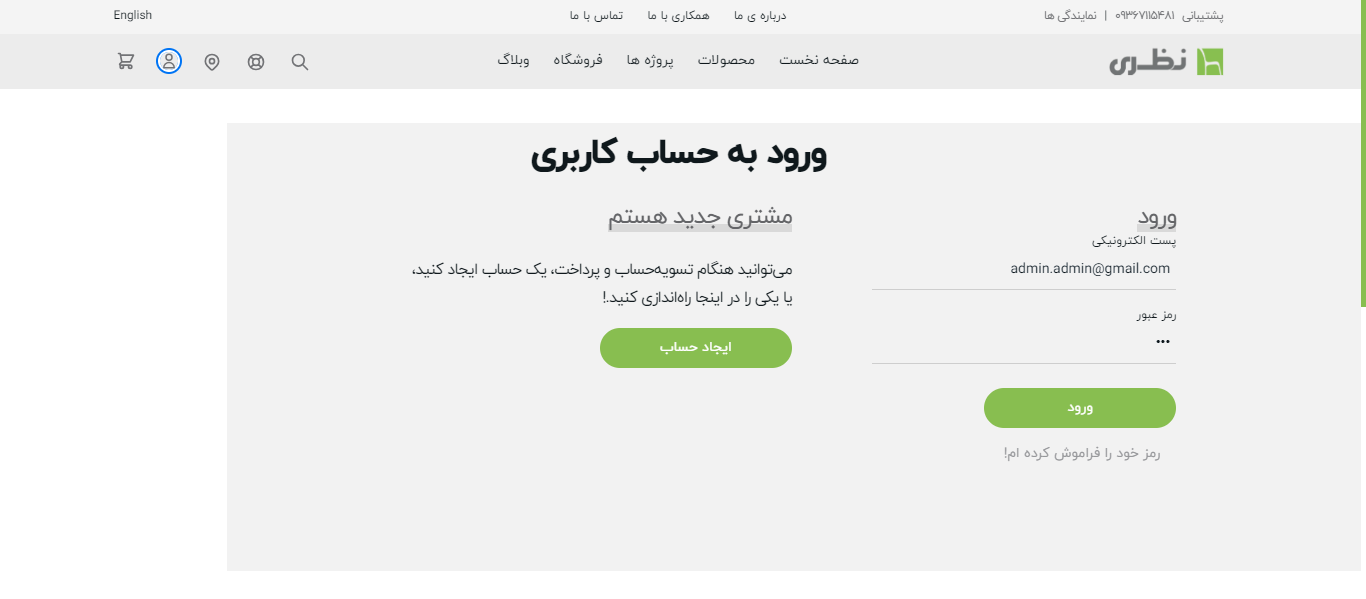 پشتیبانی ۰۹۳۶۷۱۱۵۴۸۱ | نمایندگی ها
درباره ی ما همکاری با ما تماس با ما
English
نظری
صفحه نخست محصولات پروژه ها فروشگاه وبلاگ
ورود به حساب کاربری
ورود
پست الکترونیکی
admin.admin@gmail.com
رمز عبور
•••
ورود
رمز خود را فراموش کرده ام!
مشتری جدید هستم
می‌توانید هنگام تسویه‌حساب و پرداخت، یک حساب ایجاد کنید،
یا یکی را در اینجا راه‌اندازی کنید.!
ایجاد حساب